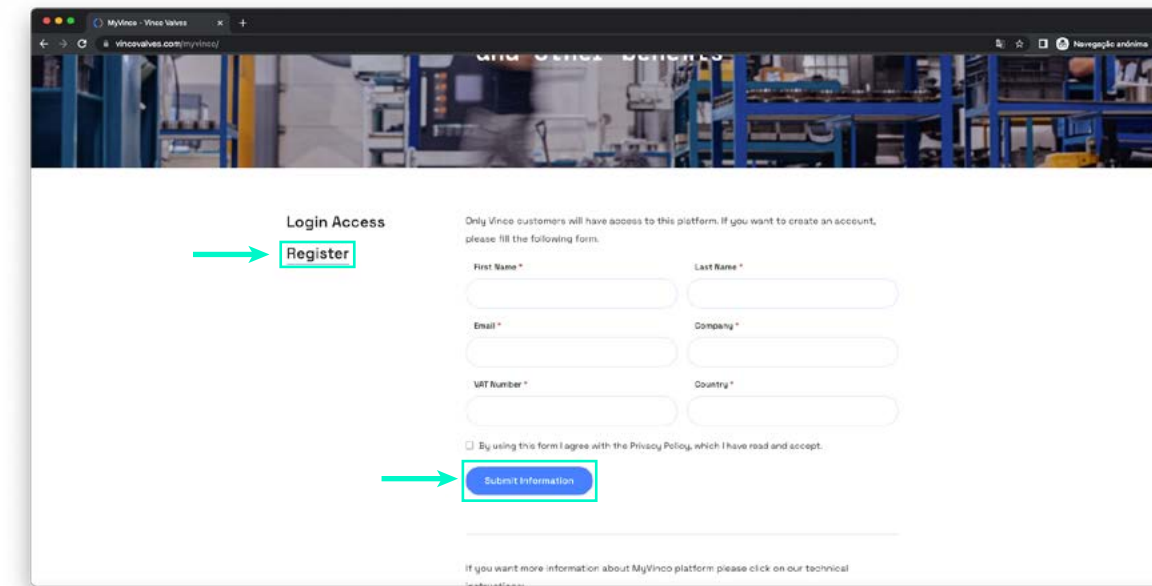 MyVinco - Vinco Valves
vincovalves.com/myvinco/
Navegação anónima
and other benefits
Login Access
Register
Only Vinco customers will have access to this platform. If you want to create an account,
please fill the following form.
First Name * Last Name *
Email * Company *
VAT Number * Country *
By using this form I agree with the Privacy Policy, which I have read and accept.
Submit Information
If you want more information about MyVinco platform please click on our technical
instructions: